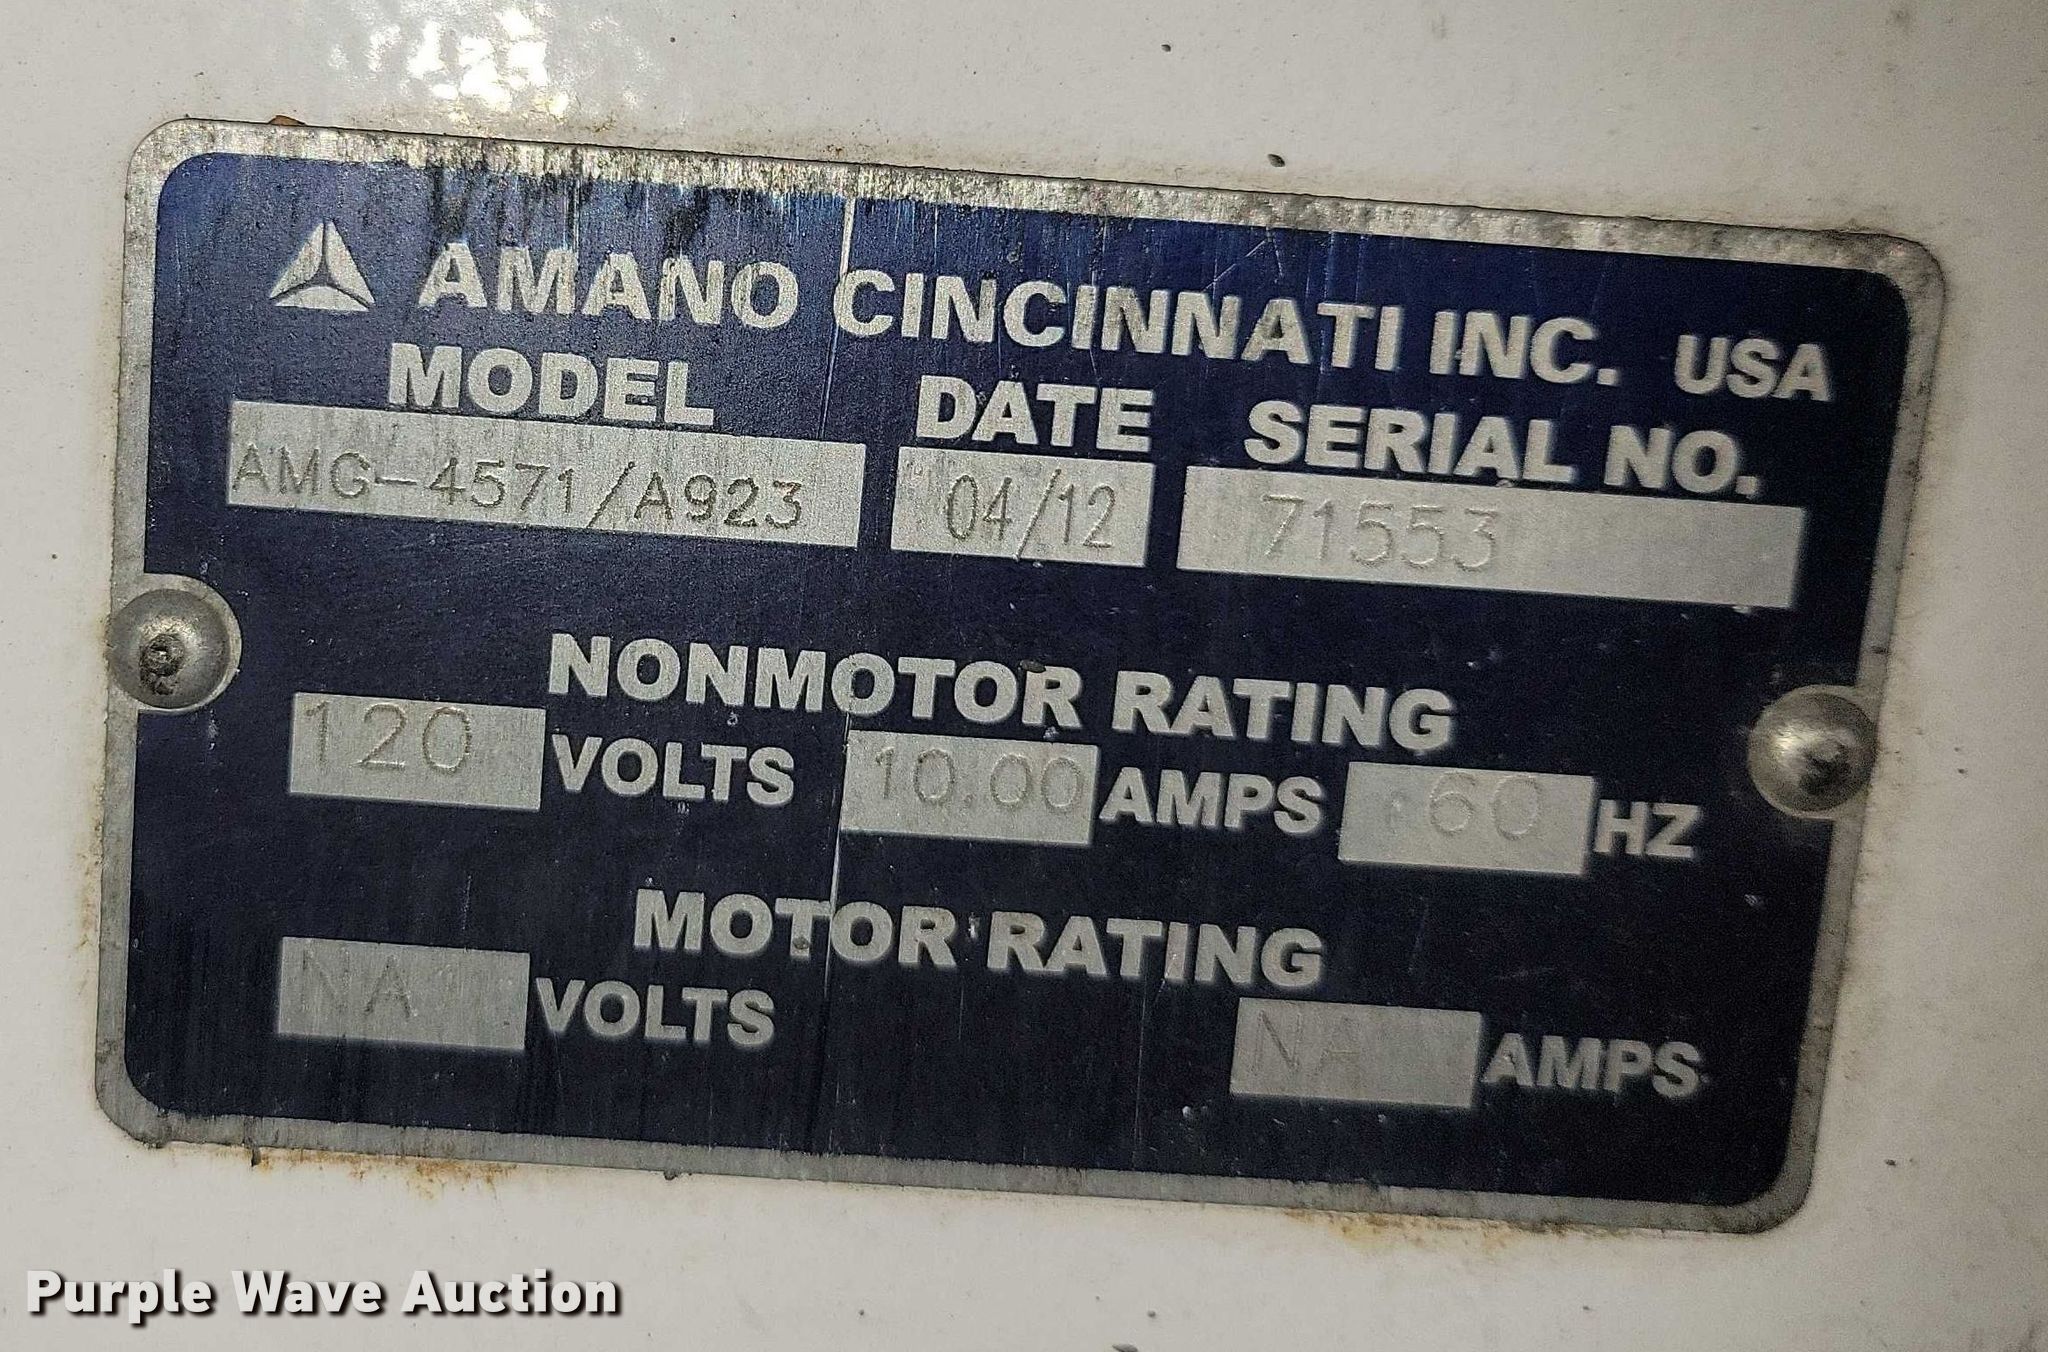 AMANO CINCINNATI INC. USA
MODEL DATE SERIAL NO.
AMG-4571/A923 04/12 71553
NONMOTOR RATING
120 VOLTS 10.00 AMPS 60 HZ
MOTOR RATING
NA VOLTS NA AMPS
Purple Wave Auction